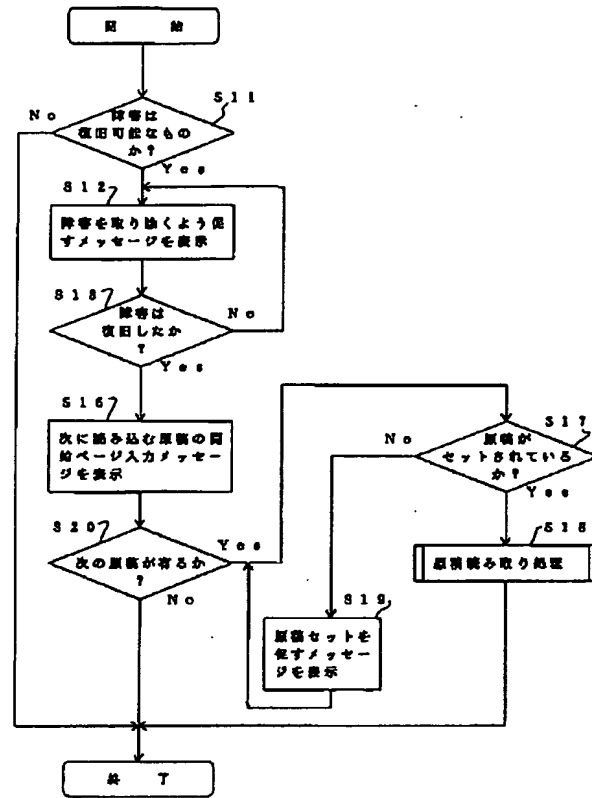 開 始
S11
No
障害は
復旧可能なもの
か?
Yes
S12
障害を取り除くよう促
すメッセージを表示
S13
障害は
復旧したか
?
No
Yes
S16
次に読み込む原稿の開
始ページ入力メッセー
ジを表示
S17
原稿が
セットされている
か?
No
Yes
S20
次の原稿が有るか
?
Yes
No
S18
原稿読み取り処理
S19
原稿セットを
促すメッセー
ジを表示
終 了